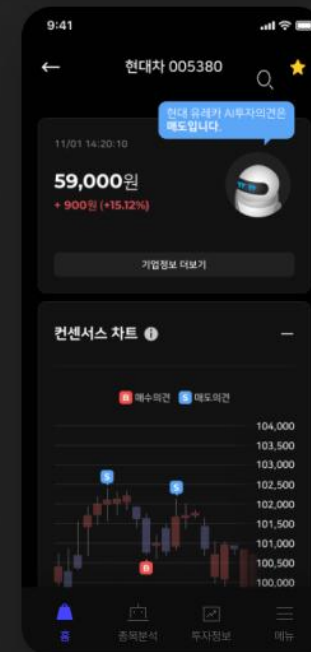 9:41
현대차 005380
현대 유레카 AI투자의견은
매도입니다.
11/01 14:20:10
59,000원
+ 900원 (+15.12%)
기업정보 더보기
컨센서스 차트
B 매수의견 S 매도의견
104,000
103,500
103,000
S
102,500
S
102,000
101,500
101,000
B
100,500
100,000
홈 종목분석 투자정보 메뉴